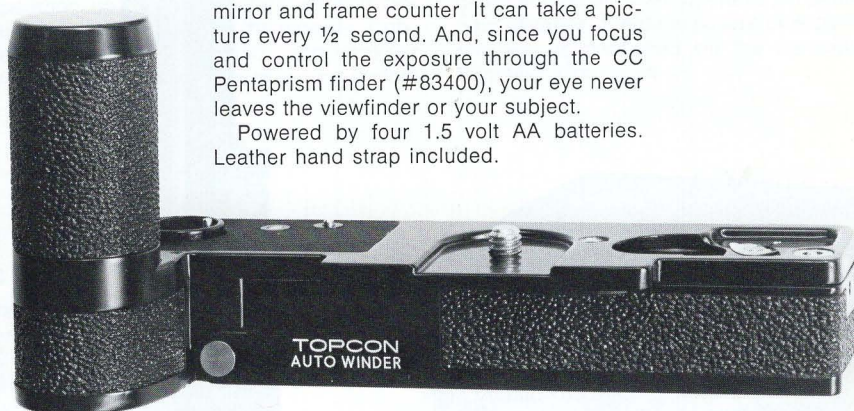 mirror and frame counter It can take a pic-
ture every ½ second. And, since you focus
and control the exposure through the CC
Pentaprism finder (#83400), your eye never
leaves the viewfinder or your subject.
Powered by four 1.5 volt AA batteries.
Leather hand strap included.
TOPCON
AUTO WINDER